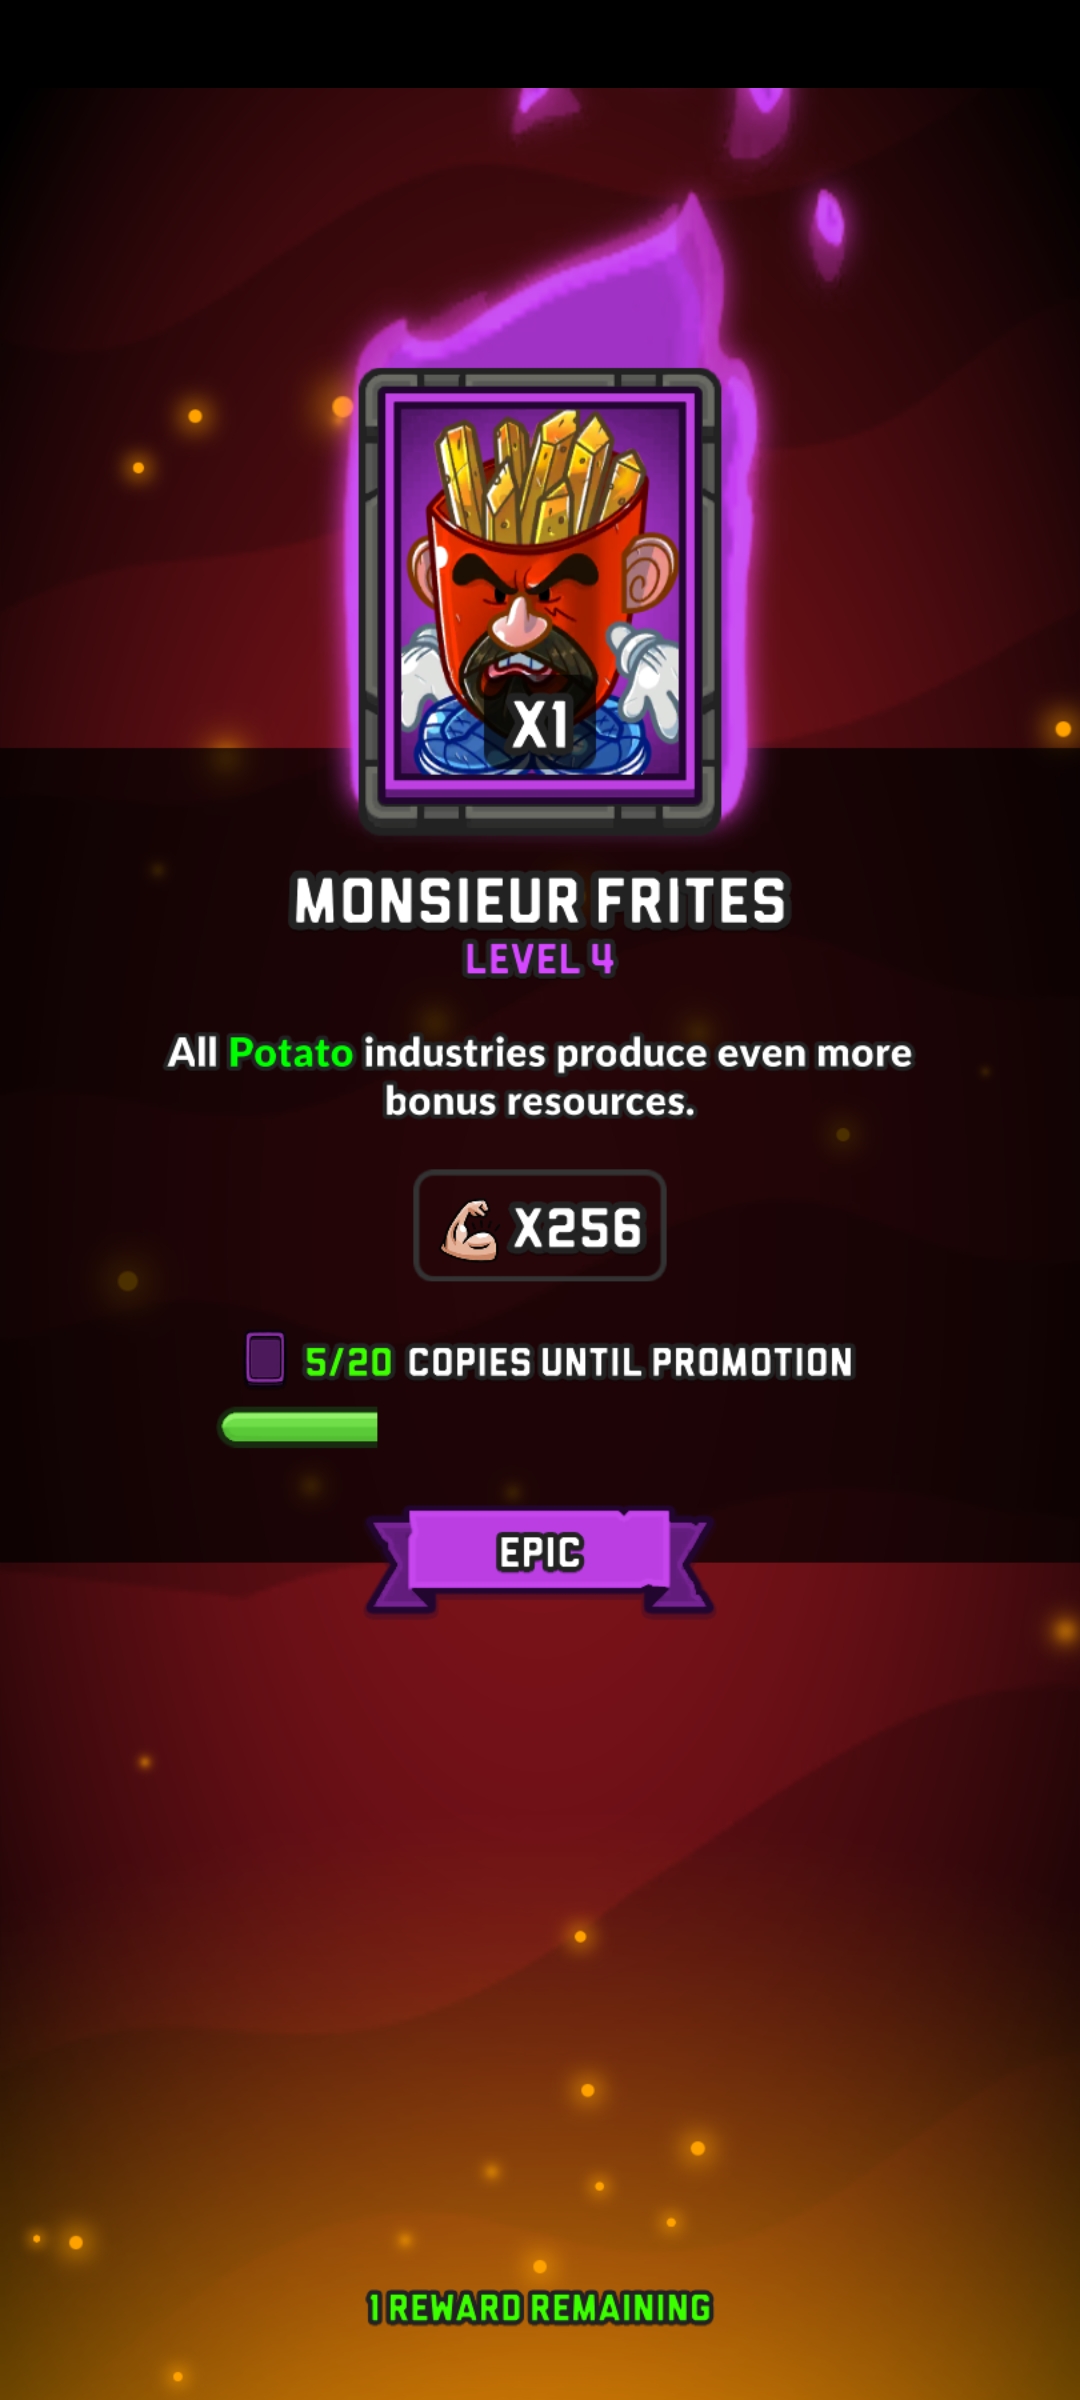 X1
MONSIEUR FRITES
LEVEL 4
All Potato industries produce even more
bonus resources.
X256
5/20 COPIES UNTIL PROMOTION
EPIC
1 REWARD REMAINING